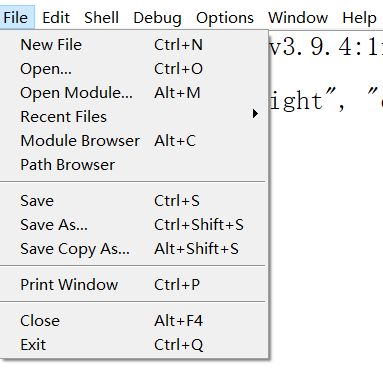 File Edit Shell Debug Options Window Help
New File Ctrl+N v3.9.4:1
Open... Ctrl+O
Open Module... Alt+M ight", "
Recent Files
Module Browser Alt+C
Path Browser
Save Ctrl+S
Save As... Ctrl+Shift+S
Save Copy As... Alt+Shift+S
Print Window Ctrl+P
Close Alt+F4
Exit Ctrl+Q